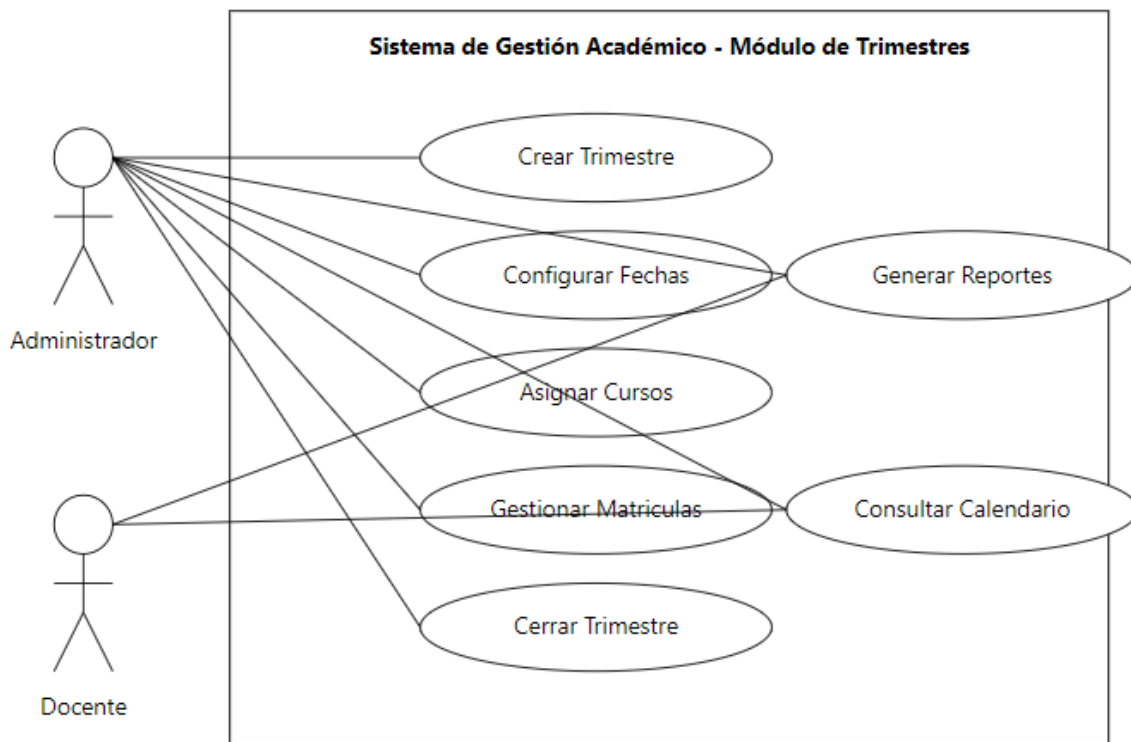 Sistema de Gestión Académico - Módulo de Trimestres
Crear Trimestre
Configurar Fechas
Generar Reportes
Administrador
Asignar Cursos
Gestionar Matriculas
Consultar Calendario
Cerrar Trimestre
Docente